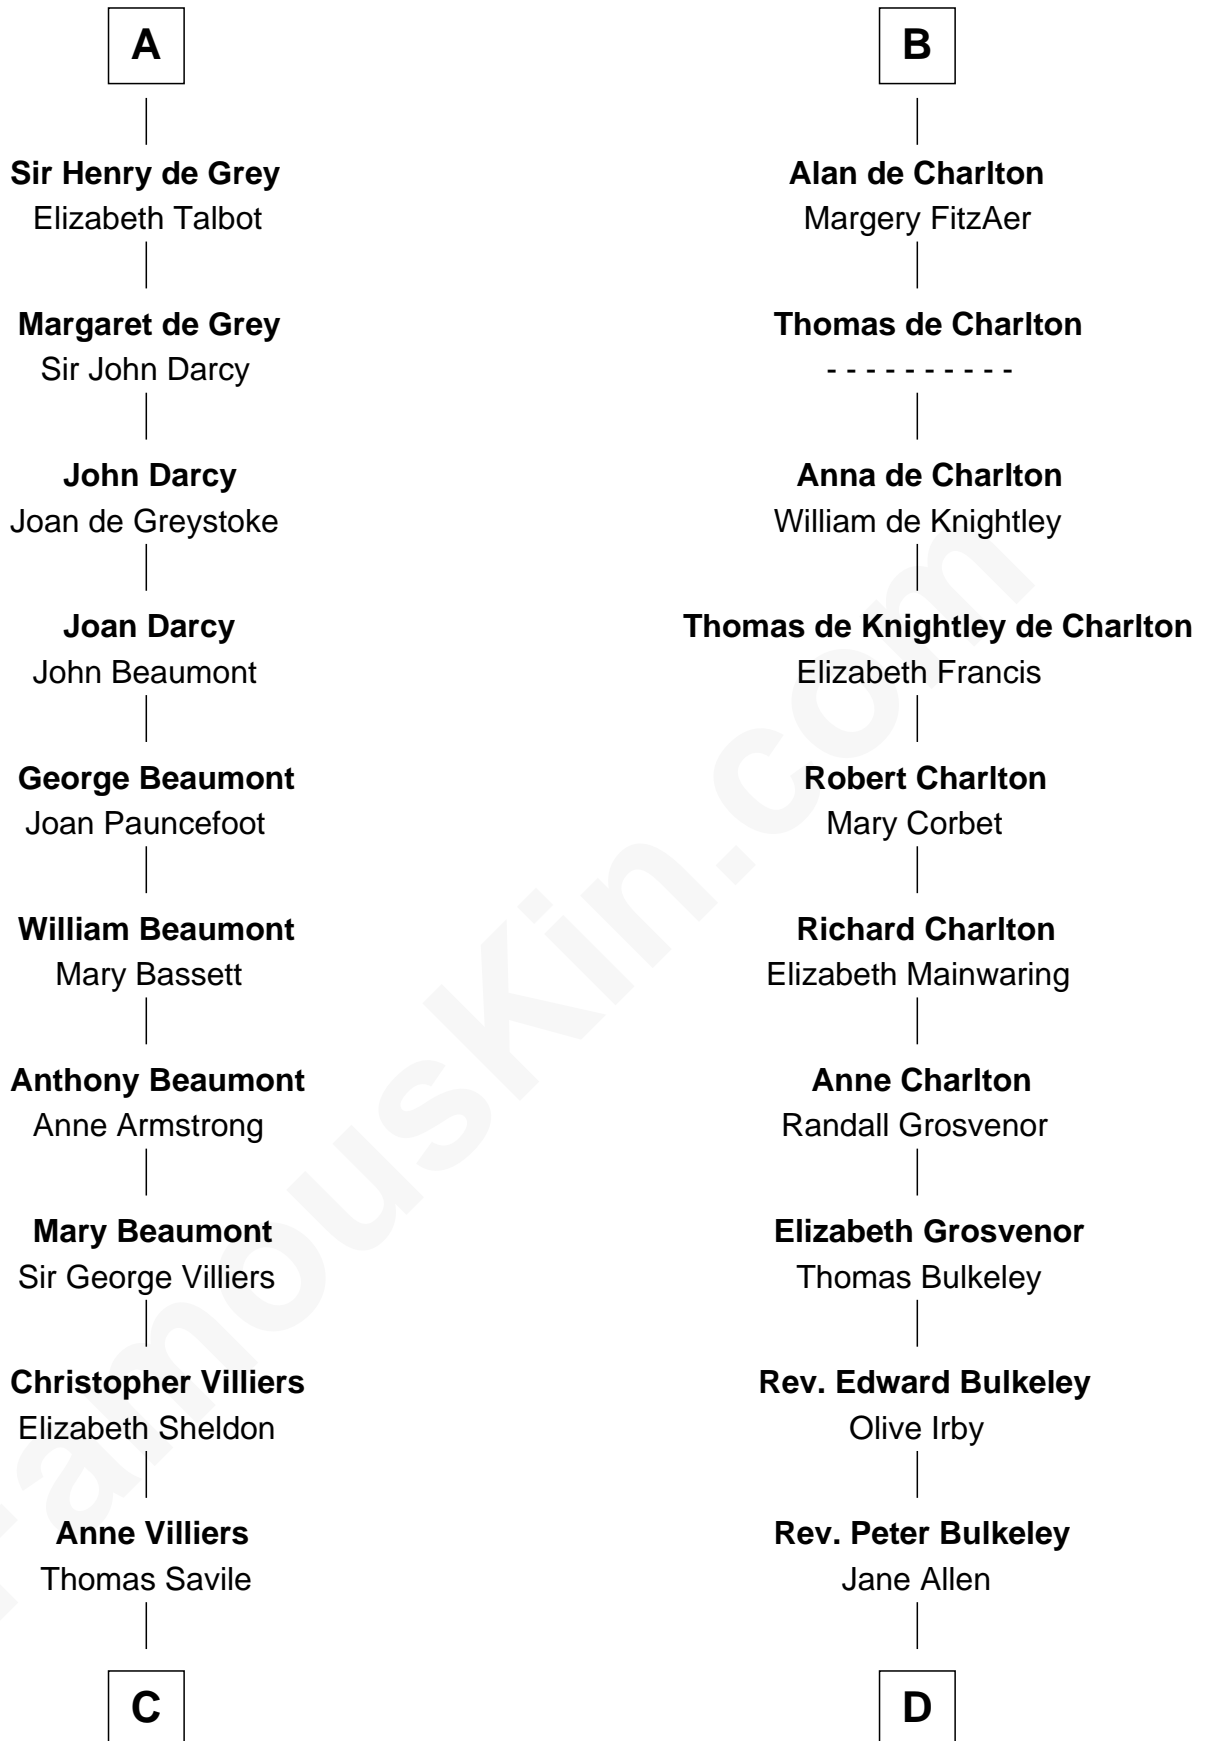 A
Sir Henry de Grey
Elizabeth Talbot
Margaret de Grey
Sir John Darcy
John Darcy
Joan de Greystoke
Joan Darcy
John Beaumont
George Beaumont
Joan Pauncefoot
William Beaumont
Mary Bassett
Anthony Beaumont
Anne Armstrong
Mary Beaumont
Sir George Villiers
Christopher Villiers
Elizabeth Sheldon
Anne Villiers
Thomas Savile
C
B
Alan de Charlton
Margery FitzAer
Thomas de Charlton
- - - - - - - - - -
Anna de Charlton
William de Knightley
Thomas de Knightley de Charlton
Elizabeth Francis
Robert Charlton
Mary Corbet
Richard Charlton
Elizabeth Mainwaring
Anne Charlton
Randall Grosvenor
Elizabeth Grosvenor
Thomas Bulkeley
Rev. Edward Bulkeley
Olive Irby
Rev. Peter Bulkeley
Jane Allen
D
FamousKin.com